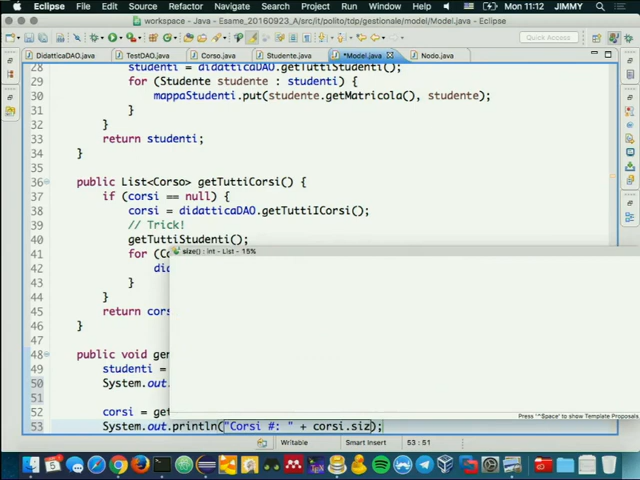 Eclipse File Edit Source Refactor Navigate Search Project Run Window Help Mon 11:12 JIMMY
workspace - Java - Esame_20160923_A/src/it/polito/tdp/gestionale/model/Model.java - Eclipse
Quick Access
DidatticaDAO.java TestDAO.java Corso.java Studente.java *Model.java Nodo.java
28 studenti = didatticaDAO.getTuttiStudenti();
29 for (Studente studente : studenti) {
30 mappaStudenti.put(studente.getMatricola(), studente);
31 }
32 }
33 return studenti;
34 }
35
36 public List<Corso> getTuttiCorsi() {
37 if (corsi == null) {
38 corsi = didatticaDAO.getTuttiICorsi();
39 // Trick!
40 getTuttiStudenti();
41 for (Co
size() : int - List - 15%
42 did
43 }
44 }
45 return cors
46 }
47
48 public void gen
49 studenti =
50 System.out.
51
52 corsi = get
Press '^Space' to show Template Proposals
53 System.out.println("Corsi #: " + corsi.siz);
Writable Smart Insert 53 : 51